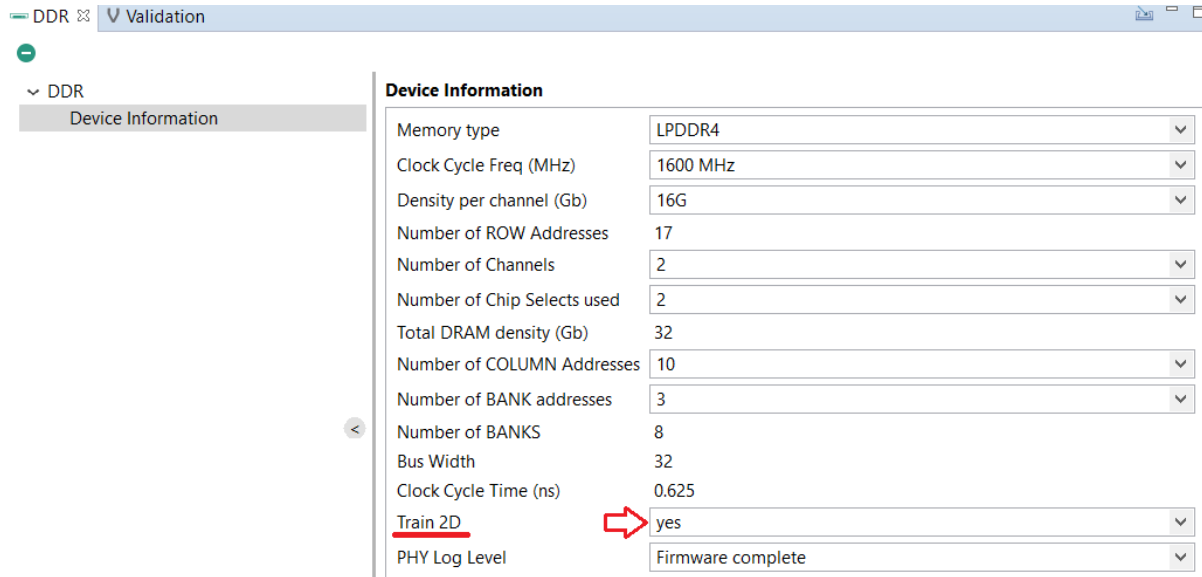 DDR Validation
DDR
Device Information
Device Information
Memory type LPDDR4
Clock Cycle Freq (MHz) 1600 MHz
Density per channel (Gb) 16G
Number of ROW Addresses 17
Number of Channels 2
Number of Chip Selects used 2
Total DRAM density (Gb) 32
Number of COLUMN Addresses 10
Number of BANK addresses 3
Number of BANKS 8
Bus Width 32
Clock Cycle Time (ns) 0.625
Train 2D yes
PHY Log Level Firmware complete